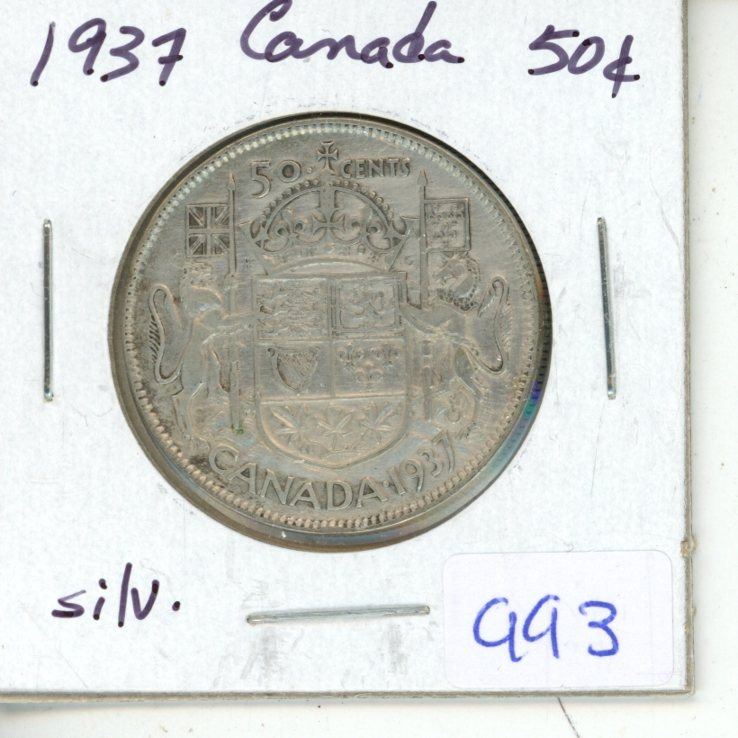 1937 Canada 50¢
50 CENTS
CANADA·1937
silv.
993